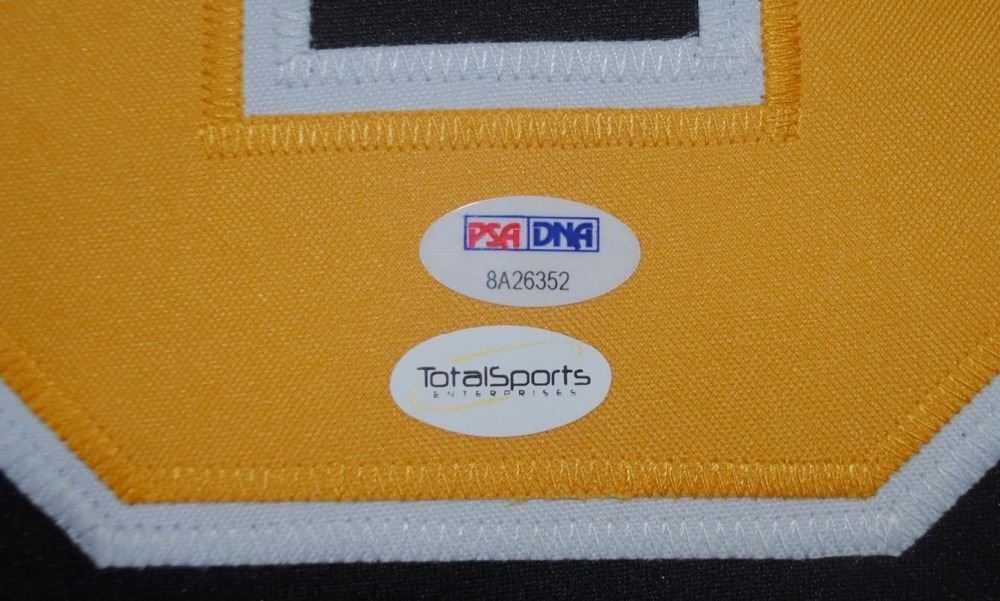 PSA DNA
8A26352
TotalSports
ENTERPRISES